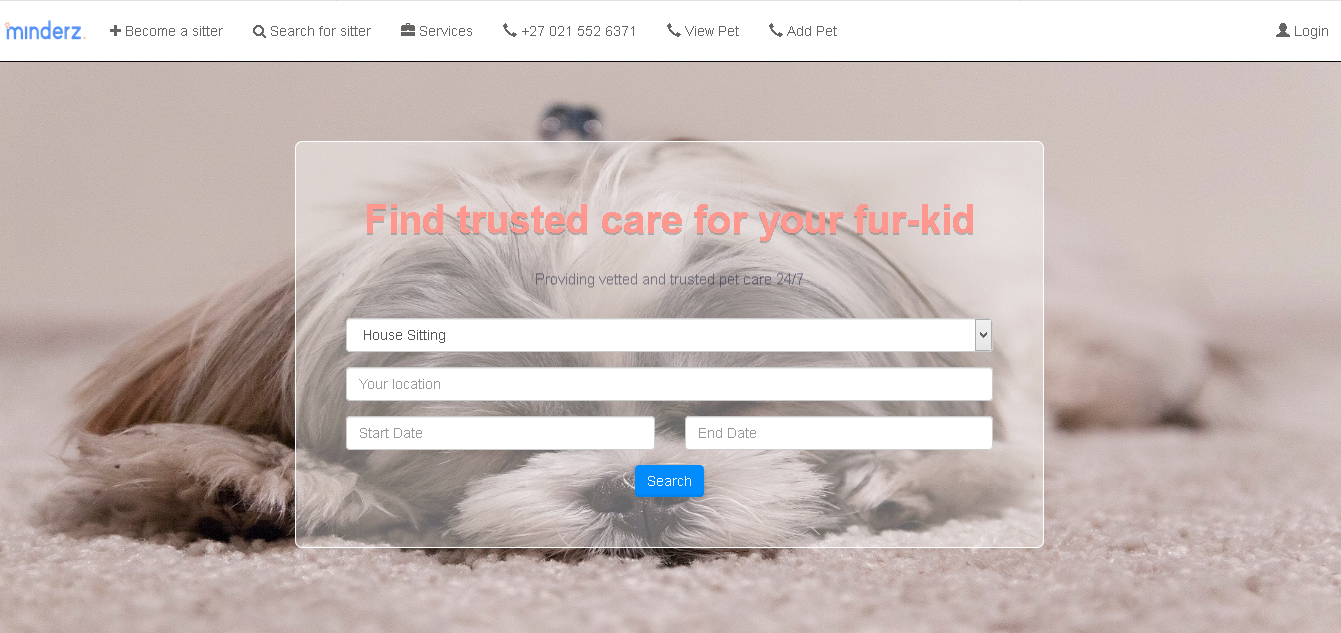 minderz
Become a sitter
Search for sitter
Services
+27 021 552 6371
View Pet
Add Pet
Login
Find trusted care for your fur-kid
Providing vetted and trusted pet care 24/7
House Sitting
Your location
Start Date
End Date
Search